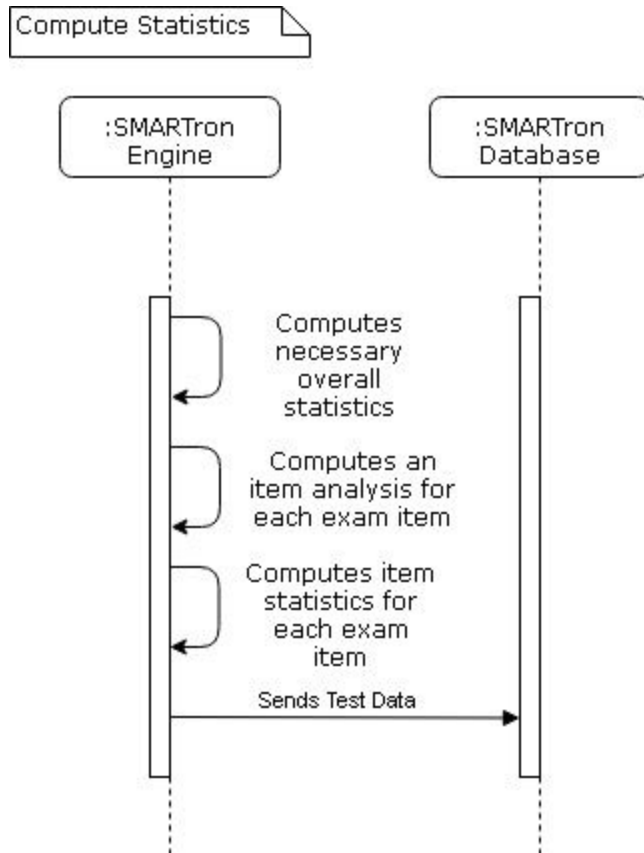 Compute Statistics
:SMARTron
Engine
:SMARTron
Database
Computes
necessary
overall
statistics
Computes an
item analysis for
each exam item
Computes item
statistics for
each exam
item
Sends Test Data